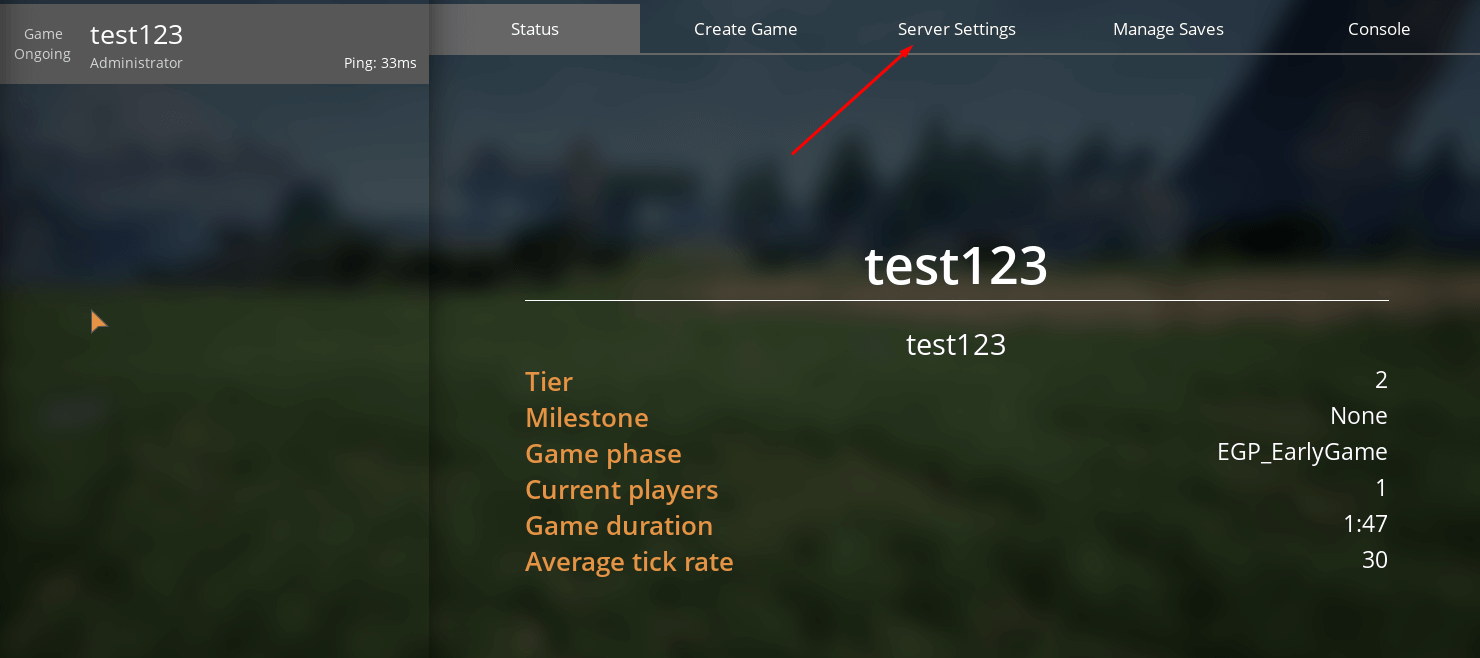 Game
Ongoing
test123
Administrator
Ping: 33ms
Status
Create Game
Server Settings
Manage Saves
Console
test123
test123
Tier 2
Milestone None
Game phase EGP_EarlyGame
Current players 1
Game duration 1:47
Average tick rate 30